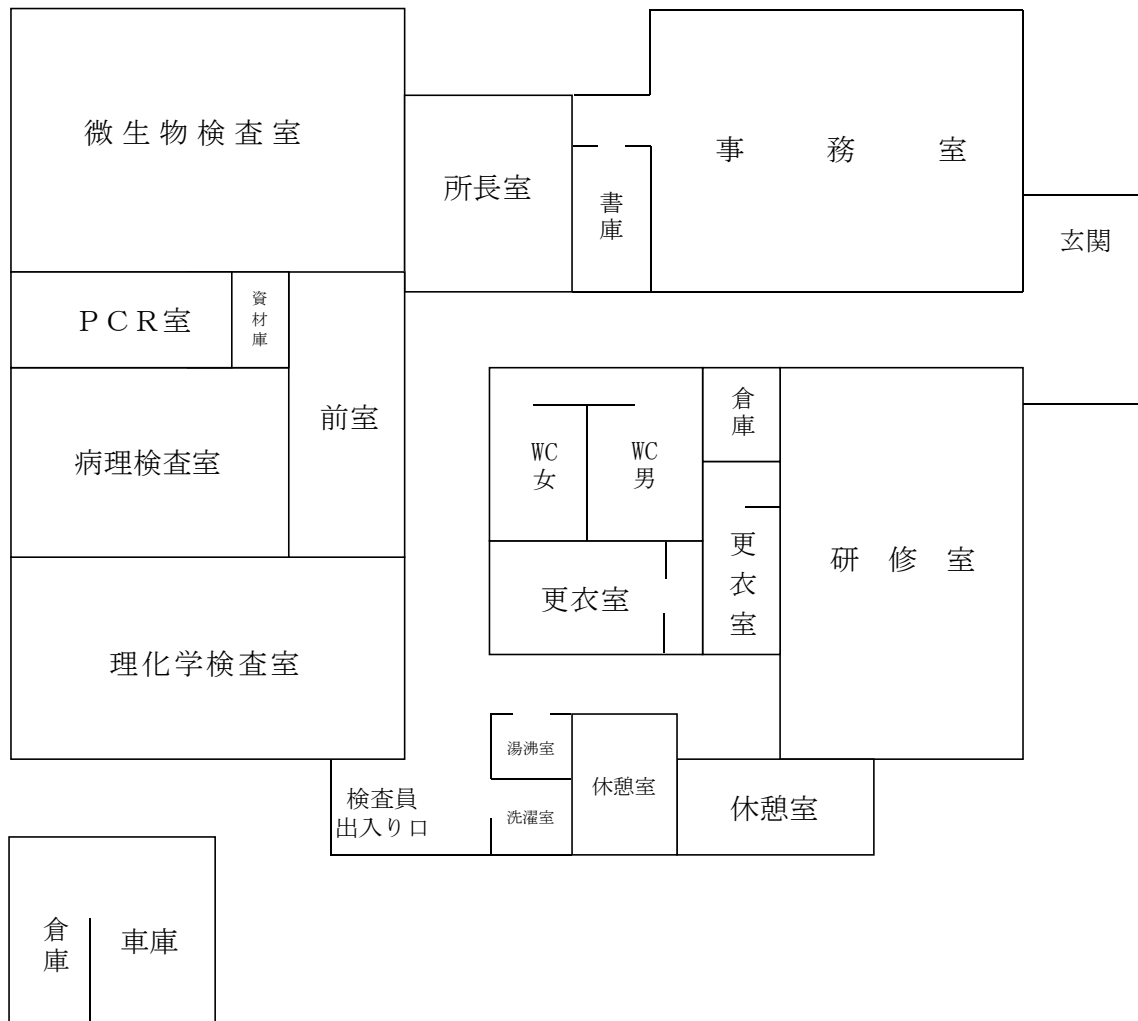 微生物検査室
所長室
書庫
事務室
玄関
PCR室
資材庫
前室
病理検査室
WC
女
WC
男
倉庫
更衣室
更衣室
研修室
理化学検査室
湯沸室
洗濯室
休憩室
休憩室
検査員
出入り口
倉庫
車庫